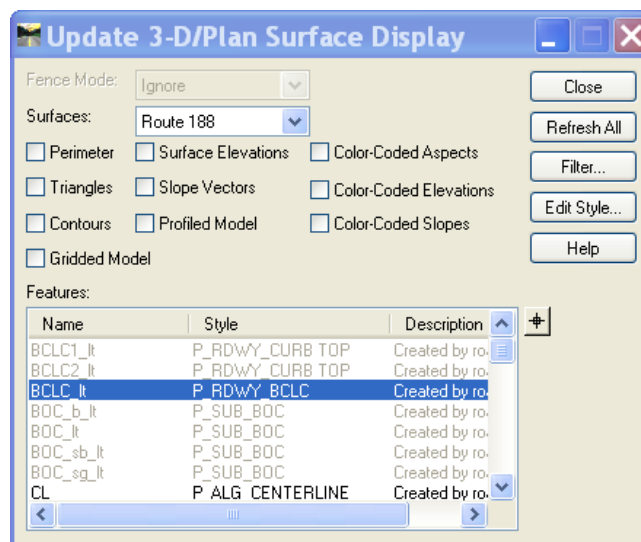 Update 3-D/Plan Surface Display
Fence Mode: Ignore
Close
Surfaces: Route 188
Refresh All
Perimeter Surface Elevations Color-Coded Aspects
Filter...
Triangles Slope Vectors Color-Coded Elevations
Edit Style...
Contours Profiled Model Color-Coded Slopes
Help
Gridded Model
Features:
Name Style Description
BCLC1_lt P_RDWY_CURB TOP Created by ro
BCLC2_lt P_RDWY_CURB TOP Created by ro
BCLC_lt P_RDWY_BCLC Created by ro
BOC_b_lt P_SUB_BOC Created by ro
BOC_lt P_SUB_BOC Created by ro
BOC_sb_lt P_SUB_BOC Created by ro
BOC_sg_lt P_SUB_BOC Created by ro
CL P_ALG_CENTERLINE Created by ro